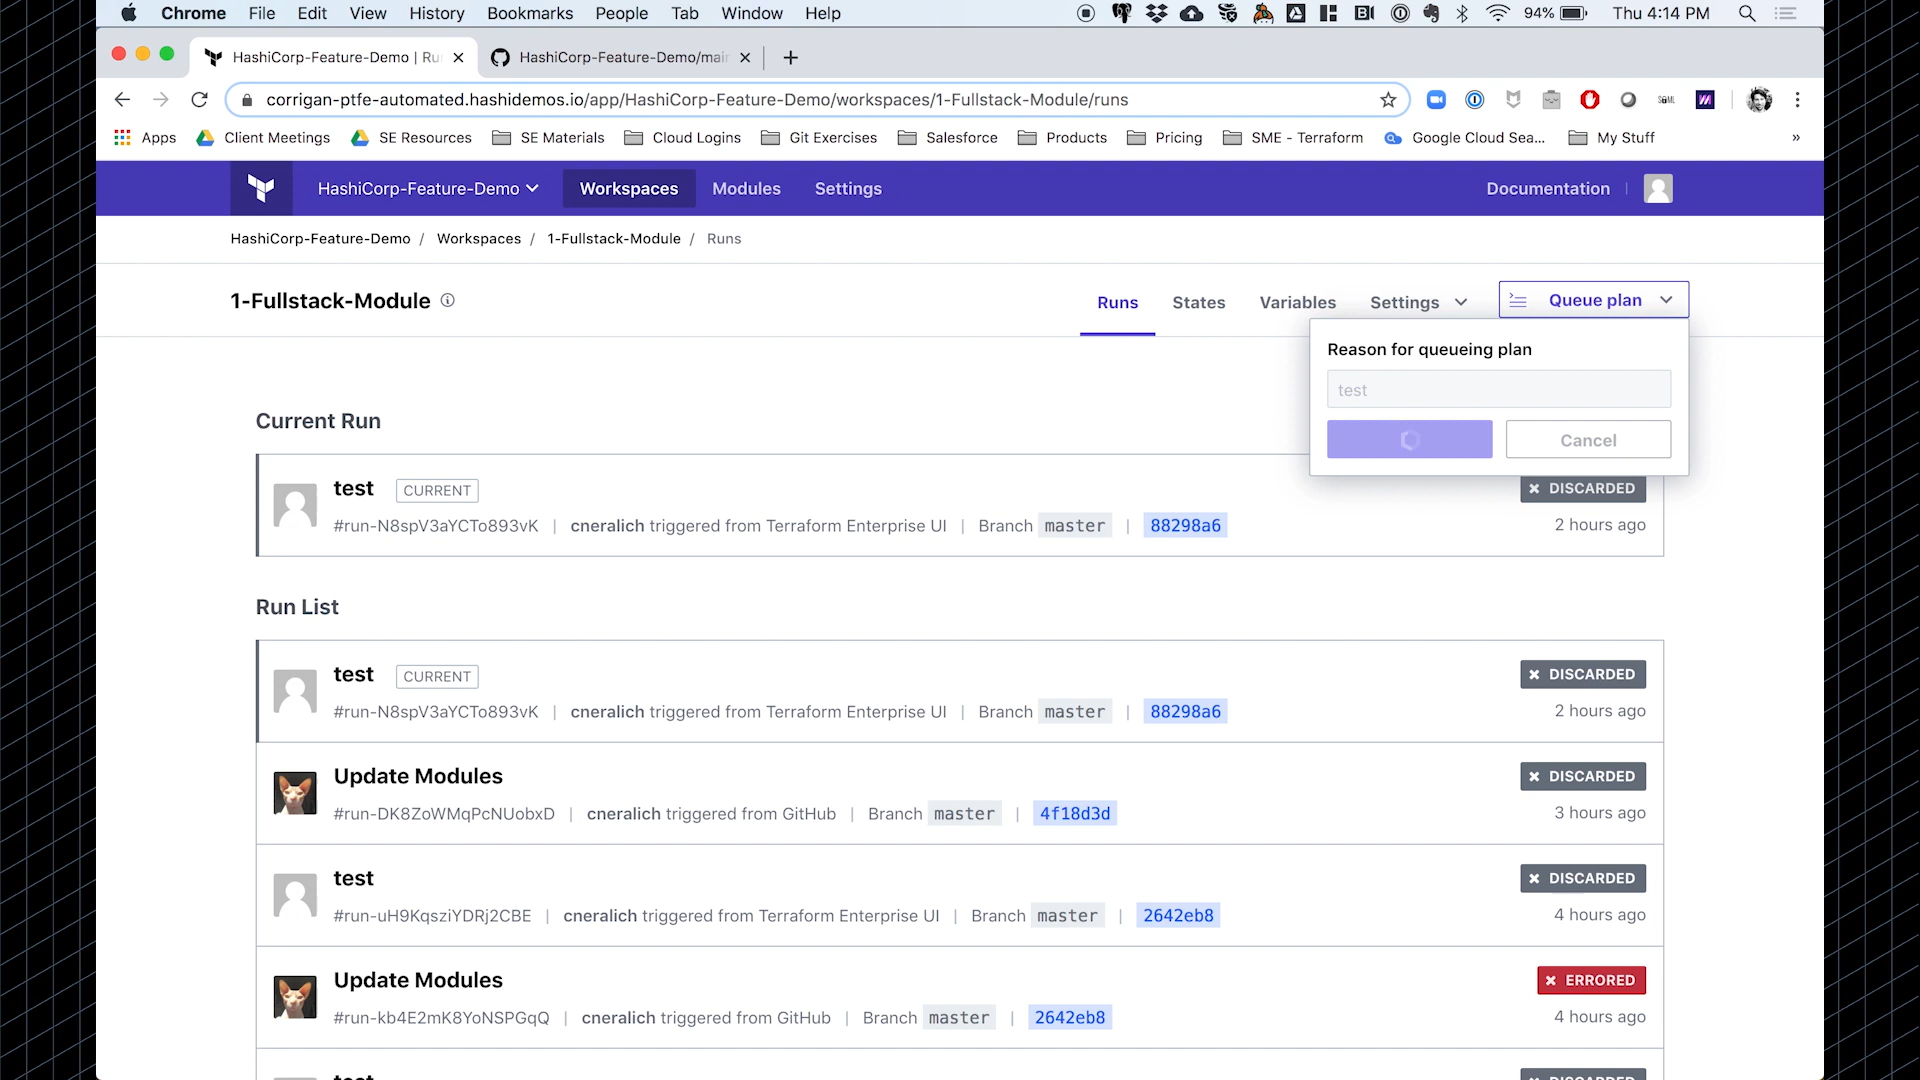 Chrome File Edit View History Bookmarks People Tab Window Help 94% Thu 4:14 PM
HashiCorp-Feature-Demo | Ru HashiCorp-Feature-Demo/mai
corrigan-ptfe-automated.hashidemos.io/app/HashiCorp-Feature-Demo/workspaces/1-Fullstack-Module/runs
Apps Client Meetings SE Resources SE Materials Cloud Logins Git Exercises Salesforce Products Pricing SME - Terraform Google Cloud Sea... My Stuff »
HashiCorp-Feature-Demo Workspaces Modules Settings Documentation
HashiCorp-Feature-Demo / Workspaces / 1-Fullstack-Module / Runs
1-Fullstack-Module Runs States Variables Settings Queue plan
Reason for queueing plan
test
Cancel
Current Run
test CURRENT DISCARDED
#run-N8spV3aYCTo893vK | cneralich triggered from Terraform Enterprise UI | Branch master | 88298a6 2 hours ago
Run List
test CURRENT DISCARDED
#run-N8spV3aYCTo893vK | cneralich triggered from Terraform Enterprise UI | Branch master | 88298a6 2 hours ago
Update Modules DISCARDED
#run-DK8ZoWMqPcNUobxD | cneralich triggered from GitHub | Branch master | 4f18d3d 3 hours ago
test DISCARDED
#run-uH9KqsziYDRj2CBE | cneralich triggered from Terraform Enterprise UI | Branch master | 2642eb8 4 hours ago
Update Modules ERRORED
#run-kb4E2mK8YoNSPGqQ | cneralich triggered from GitHub | Branch master | 2642eb8 4 hours ago
test DISCARDED